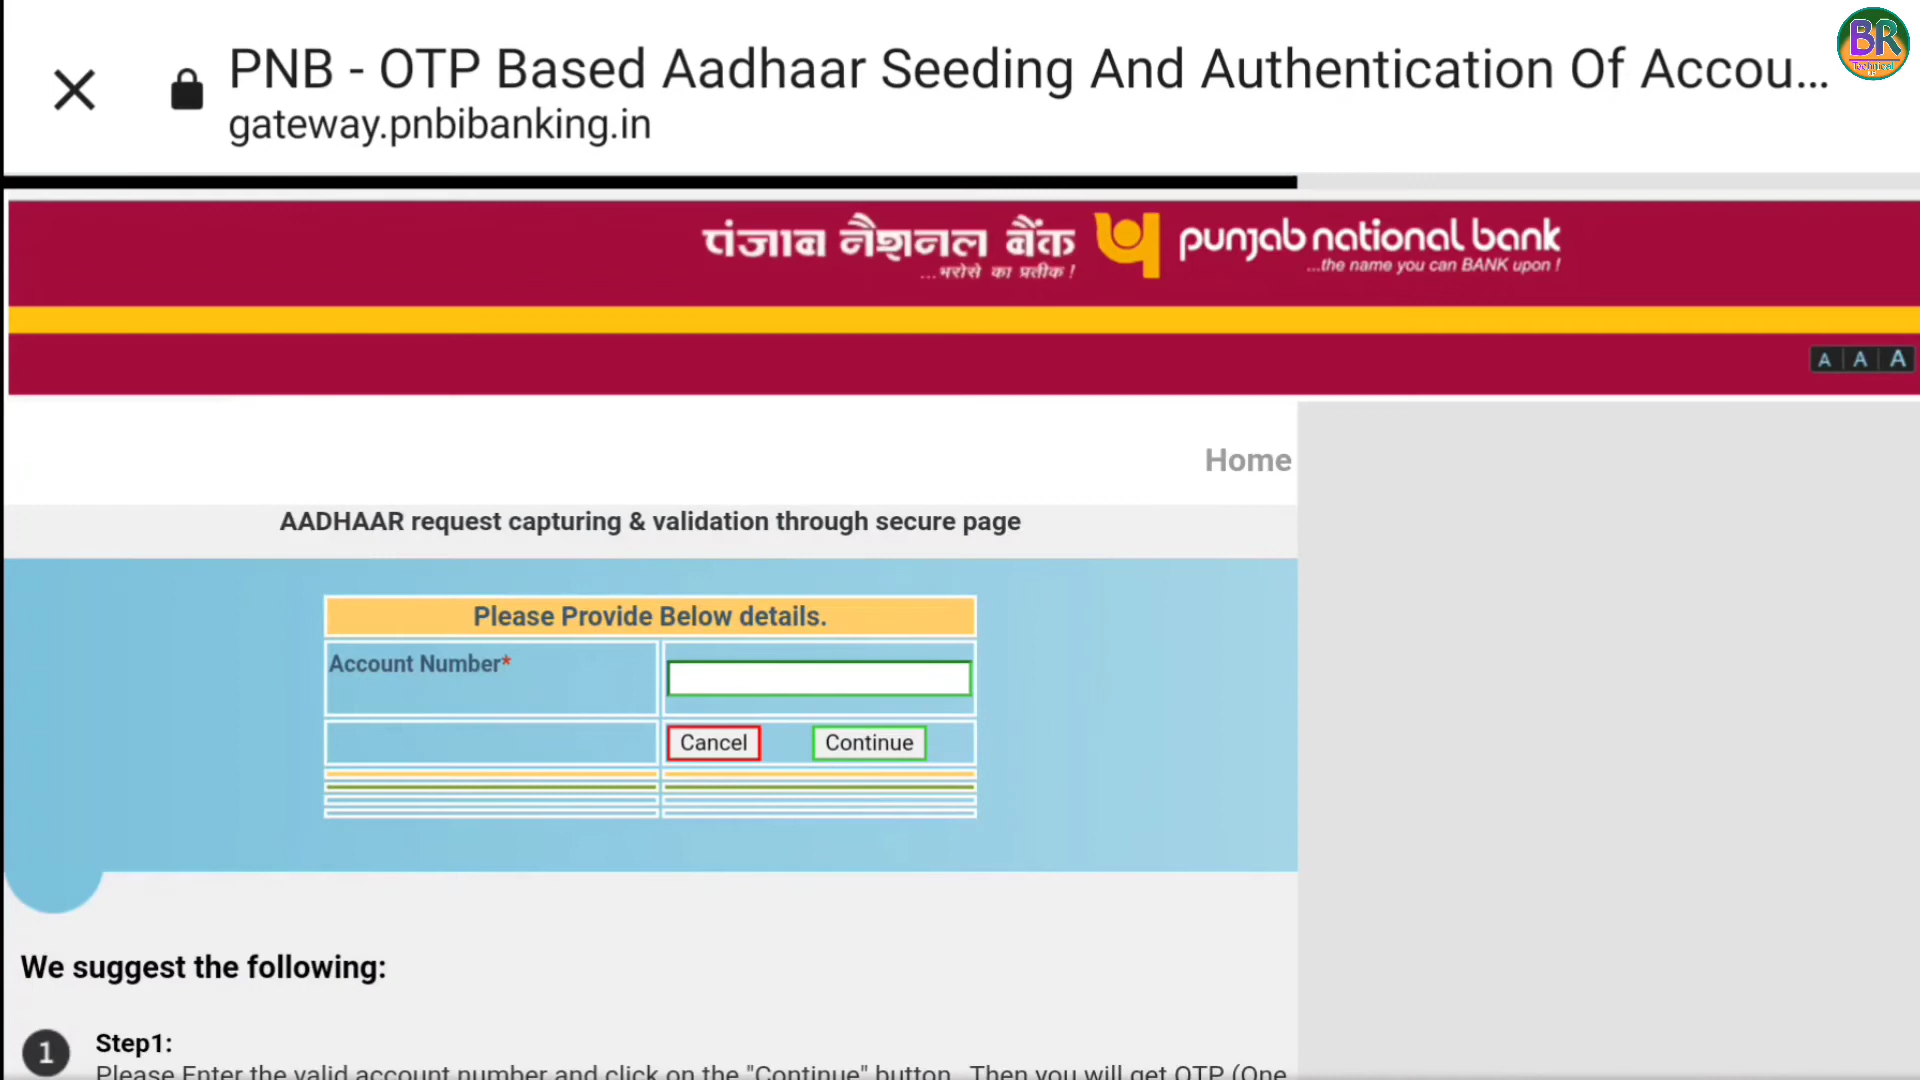 PNB - OTP Based Aadhaar Seeding And Authentication Of Accou...
gateway.pnbibanking.in
BR
Technical
पंजाब नैशनल बैंक
...भरोसे का प्रतीक !
punjab national bank
...the name you can BANK upon !
A A A
Home
AADHAAR request capturing & validation through secure page
Please Provide Below details.
Account Number*
Cancel Continue
We suggest the following:
1
Step1:
Please Enter the valid account number and click on the "Continue" button. Then you will get OTP (One